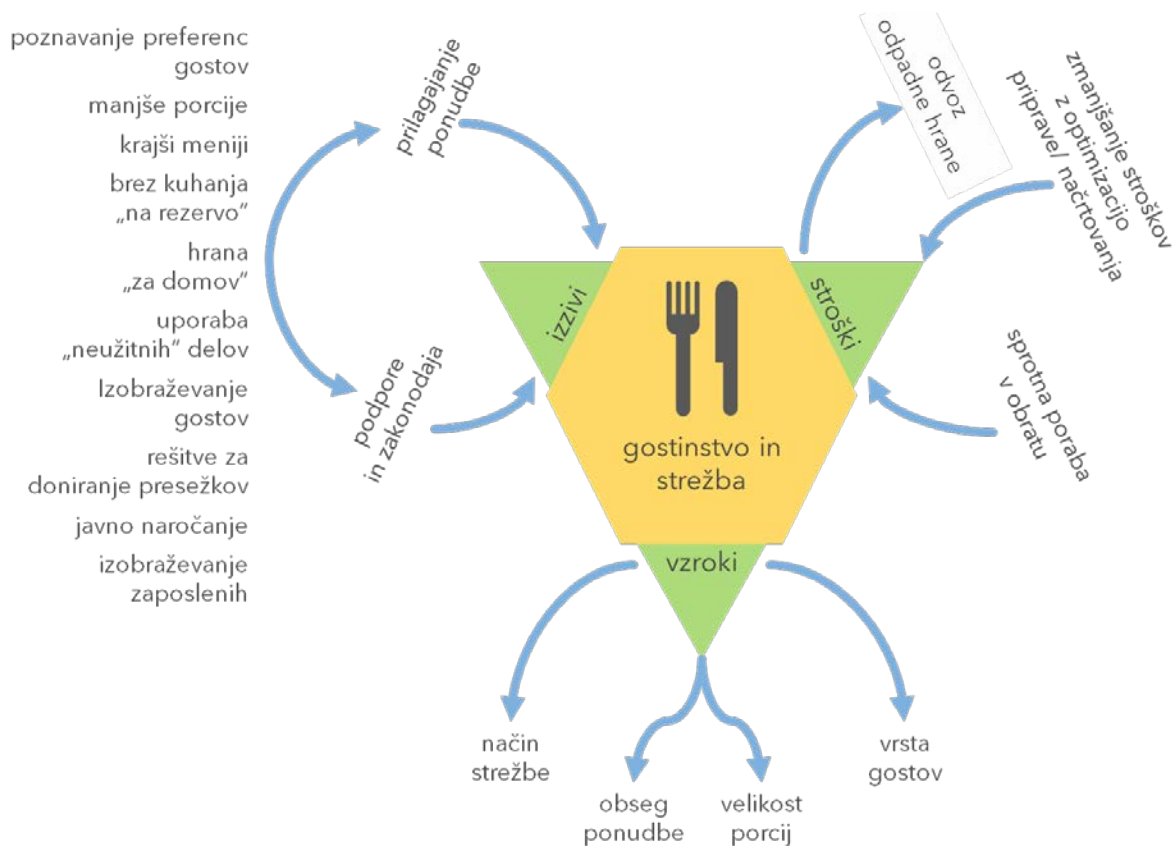 poznavanje preferenc
gostov
manjše porcije
krajši meniji
brez kuhanja
„na rezervo“
hrana
„za domov“
uporaba
„neužitnih“ delov
Izobraževanje
gostov
rešitve za
doniranje presežkov
javno naročanje
izobraževanje
zaposlenih
prilagajanje
ponudbe
podpore
in zakonodaja
izzivi
gostinstvo in
strežba
stroški
odvoz
odpadne hrane
zmanjšanje stroškov
z optimizacijo
priprave/ načrtovanja
sprotna poraba
v obratu
vzroki
način
strežbe
obseg
ponudbe
velikost
porcij
vrsta
gostov